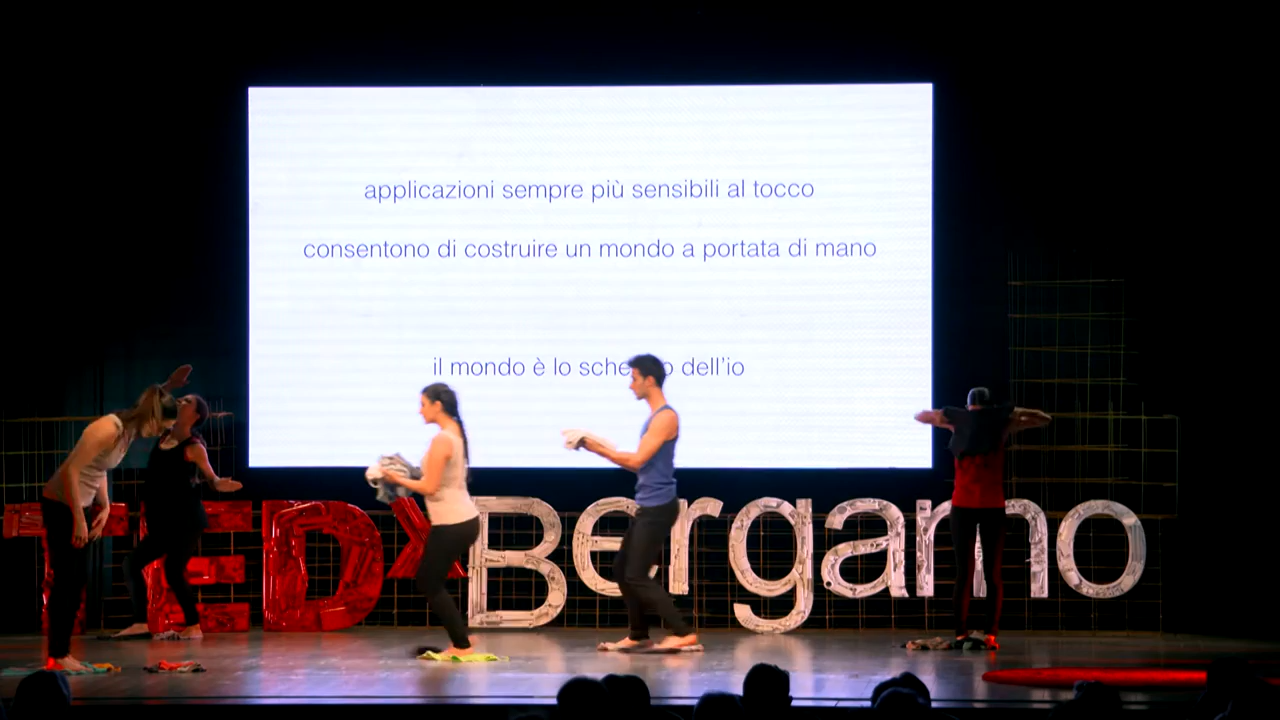 applicazioni sempre più sensibili al tocco
consentono di costruire un mondo a portata di mano
il mondo è lo dell'io
TEDxBergamo